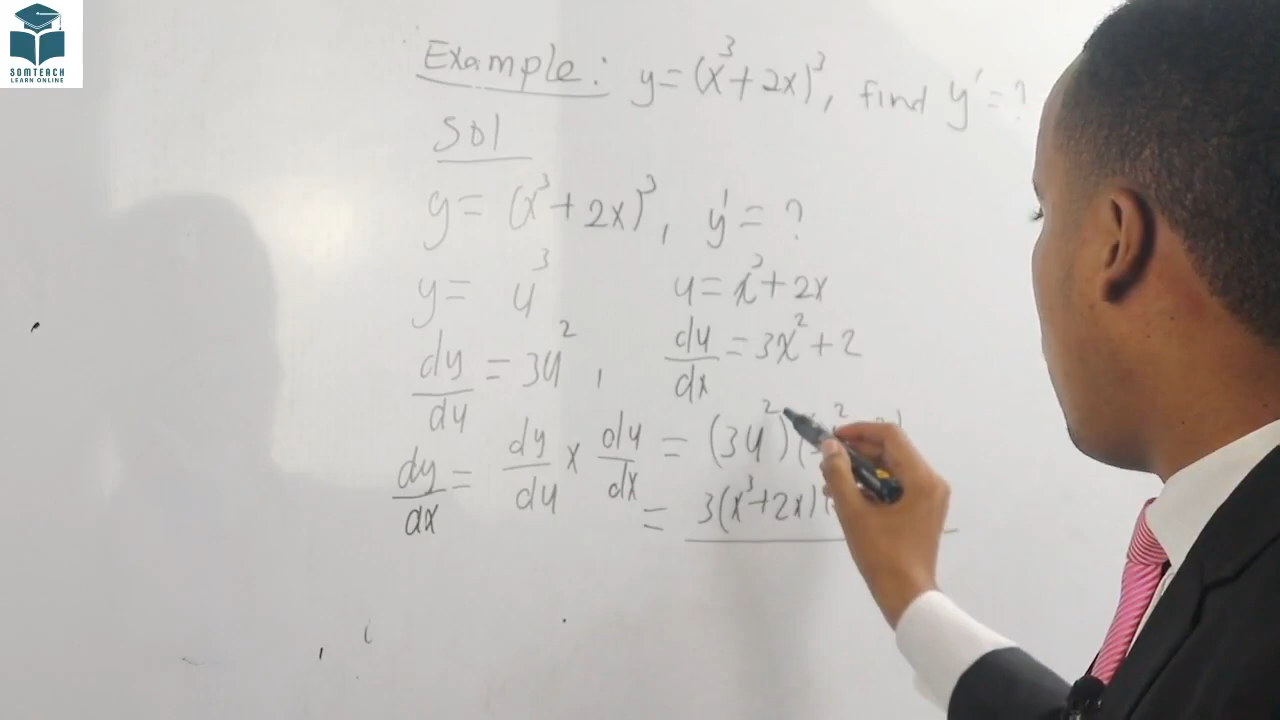 SOMTEACH
LEARN ONLINE
Example: y = (x³ + 2x)³, find y' = ?
Sol
y = (x³ + 2x)³, y' = ?
y = u³ u = x³ + 2x
dy/du = 3u², du/dx = 3x² + 2
dy/dx = dy/du × du/dx = (3u²)(
= 3(x³ + 2x)